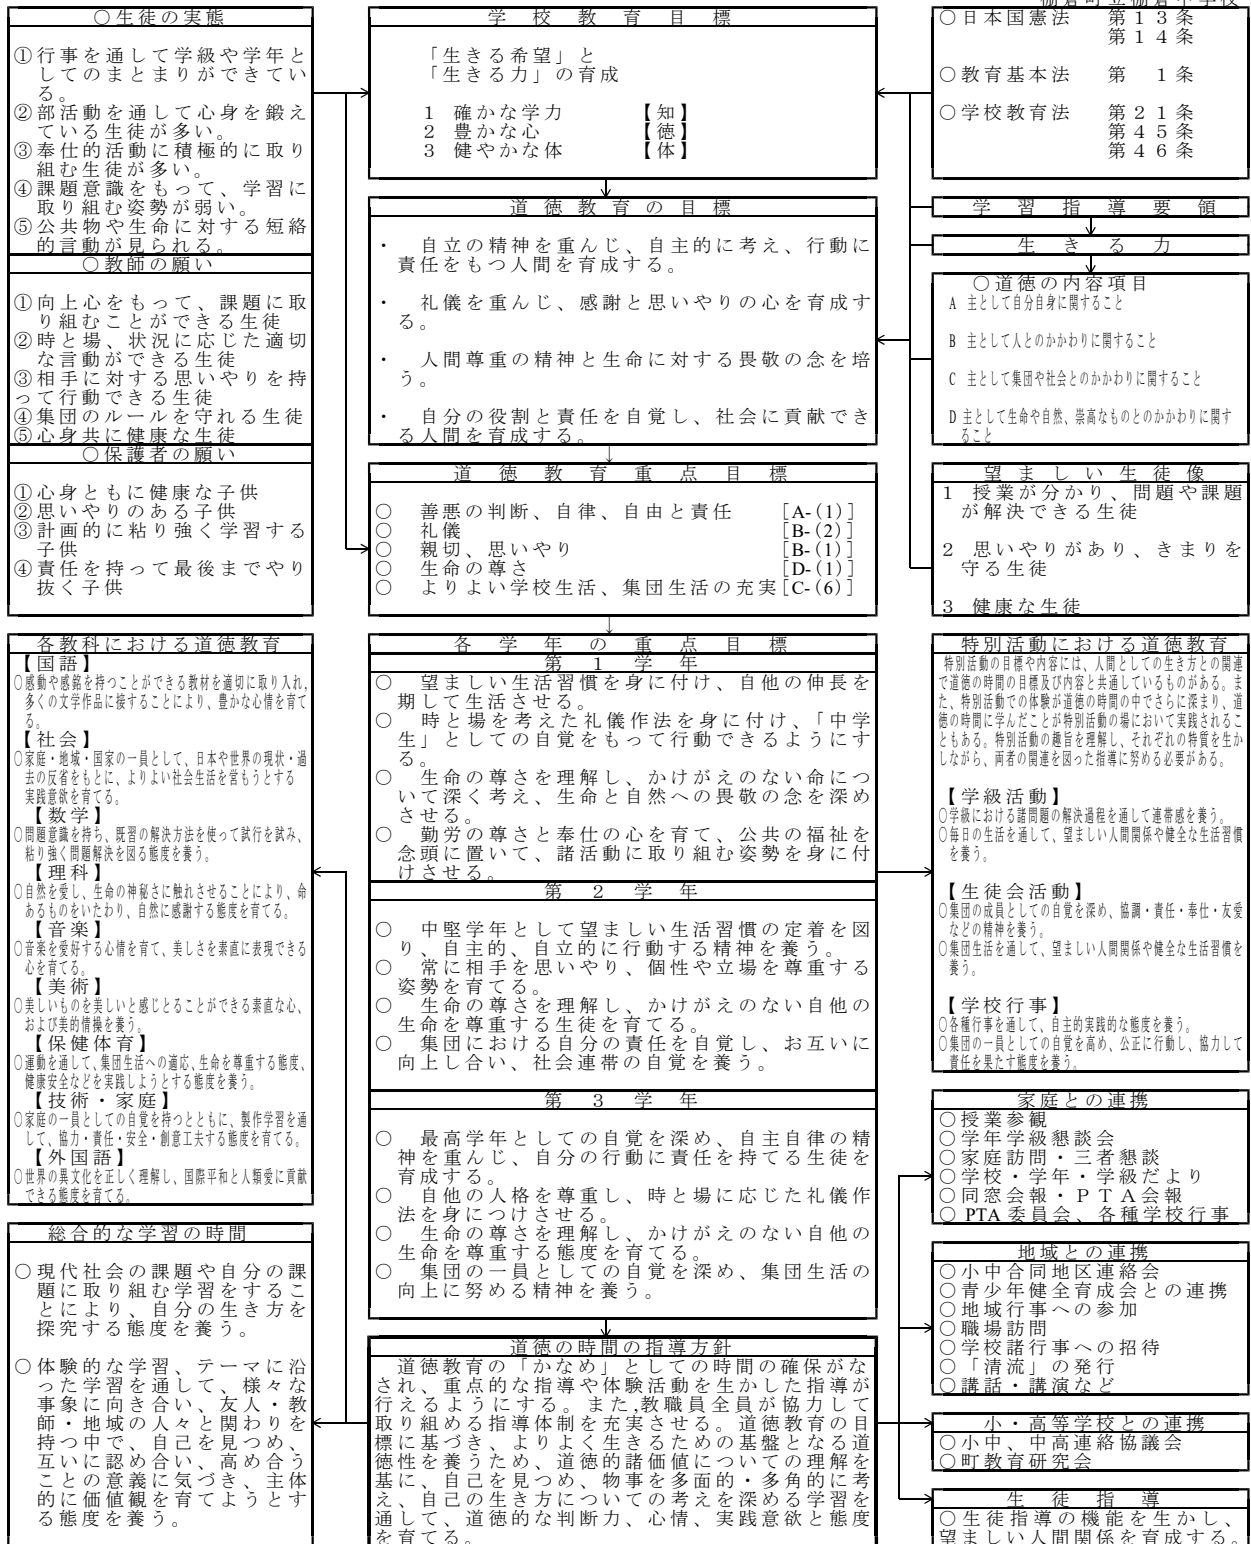 棚倉町立棚倉中学校
○生徒の実態
①行事を通して学級や学年と
してのまとまりができてい
る。
②部活動を通して心身を鍛え
ている生徒が多い。
③奉仕的活動に積極的に取り
組む生徒が多い。
④課題意識をもって、学習に
取り組む姿勢が弱い。
⑤公共物や生命に対する短絡
的言動が見られる。
○教師の願い
①向上心をもって、課題に取
り組むことができる生徒
②時と場、状況に応じた適切
な言動ができる生徒
③相手に対する思いやりを持
って行動できる生徒
④集団のルールを守れる生徒
⑤心身共に健康な生徒
○保護者の願い
①心身ともに健康な子供
②思いやりのある子供
③計画的に粘り強く学習する
子供
④責任を持って最後までやり
抜く子供
学校教育目標
「生きる希望」と
「生きる力」の育成
1 確かな学力 【知】
2 豊かな心 【徳】
3 健やかな体 【体】
道徳教育の目標
・ 自立の精神を重んじ、自主的に考え、行動に
責任をもつ人間を育成する。
・ 礼儀を重んじ、感謝と思いやりの心を育成す
る。
・ 人間尊重の精神と生命に対する畏敬の念を培
う。
・ 自分の役割と責任を自覚し、社会に貢献でき
る人間を育成する。
道徳教育重点目標
○ 善悪の判断、自律、自由と責任 [A-(1)]
○ 礼儀 [B-(2)]
○ 親切、思いやり [B-(1)]
○ 生命の尊さ [D-(1)]
○ よりよい学校生活、集団生活の充実[C-(6)]
○日本国憲法 第13条
第14条
○教育基本法 第 1条
○学校教育法 第21条
第45条
第46条
学習指導要領
生きる力
○道徳の内容項目
A 主として自分自身に関すること
B 主として人とのかかわりに関すること
C 主として集団や社会とのかかわりに関すること
D 主として生命や自然、崇高なものとのかかわりに関す
ること
望ましい生徒像
1 授業が分かり、問題や課題
が解決できる生徒
2 思いやりがあり、きまりを
守る生徒
3 健康な生徒
各教科における道徳教育
【国語】
○感動や感銘を持つことができる教材を適切に取り入れ,
多くの文学作品に接することにより、豊かな心情を育て
る。
【社会】
○家庭・地域・国家の一員として、日本や世界の現状・過
去の反省をもとに、よりよい社会生活を営もうとする
実践意欲を育てる。
【数学】
○問題意識を持ち、既習の解決方法を使って試行を試み、
粘り強く問題解決を図る態度を養う。
【理科】
○自然を愛し、生命の神秘さに触れさせることにより、命
あるものをいたわり、自然に感謝する態度を育てる。
【音楽】
○音楽を愛好する心情を育て、美しさを素直に表現できる
心を育てる。
【美術】
○美しいものを美しいと感じとることができる素直な心、
および美的情操を養う。
【保健体育】
○運動を通して、集団生活への適応、生命を尊重する態度、
健康安全などを実践しようとする態度を養う。
【技術・家庭】
○家庭の一員としての自覚を持つとともに、製作学習を通
して、協力・責任・安全・創意工夫する態度を育てる。
【外国語】
○世界の異文化を正しく理解し、国際平和と人類愛に貢献
できる態度を育てる。
総合的な学習の時間
○現代社会の課題や自分の課
題に取り組む学習をするこ
とにより、自分の生き方を
探究する態度を養う。
○体験的な学習、テーマに沿
った学習を通して、様々な
事象に向き合い、友人・教
師・地域の人々と関わりを
持つ中で、自己を見つめ、
互いに認め合い、高め合う
ことの意義に気づき、主体
的に価値観を育てようとす
る態度を養う。
各学年の重点目標
第1学年
○ 望ましい生活習慣を身に付け、自他の伸長を
期して生活させる。
○ 時と場を考えた礼儀作法を身に付け、「中学
生」としての自覚をもって行動できるようにす
る。
○ 生命の尊さを理解し、かけがえのない命につ
いて深く考え、生命と自然への畏敬の念を深め
させる。
○ 勤労の尊さと奉仕の心を育て、公共の福祉を
念頭に置いて、諸活動に取り組む姿勢を身に付
けさせる。
第2学年
○ 中堅学年として望ましい生活習慣の定着を図
り、自主的、自立的に行動する精神を養う。
○ 常に相手を思いやり、個性や立場を尊重する
姿勢を育てる。
○ 生命の尊さを理解し、かけがえのない自他の
生命を尊重する生徒を育てる。
○ 集団における自分の責任を自覚し、お互いに
向上し合い、社会連帯の自覚を養う。
第3学年
○ 最高学年としての自覚を深め、自主自律の精
神を重んじ、自分の行動に責任を持てる生徒を
育成する。
○ 自他の人格を尊重し、時と場に応じた礼儀作
法を身につけさせる。
○ 生命の尊さを理解し、かけがえのない自他の
生命を尊重する態度を育てる。
○ 集団の一員としての自覚を深め、集団生活の
向上に努める精神を養う。
道徳の時間の指導方針
道徳教育の「かなめ」としての時間の確保がな
され、重点的な指導や体験活動を生かした指導が
行えるようにする。また,教職員全員が協力して
取り組める指導体制を充実させる。道徳教育の目
標に基づき、よりよく生きるための基盤となる道
徳性を養うため、道徳的諸価値についての理解を
基に、自己を見つめ、物事を多面的・多角的に考
え、自己の生き方についての考えを深める学習を
通して、道徳的な判断力、心情、実践意欲と態度
を育てる。
特別活動における道徳教育
特別活動の目標や内容には、人間としての生き方との関連
で道徳の時間の目標及び内容と共通しているものがある。ま
た、特別活動での体験が道徳の時間の中でさらに深まり、道
徳の時間に学んだことが特別活動の場において実践されるこ
ともある。特別活動の趣旨を理解し、それぞれの特質を生か
しながら、両者の関連を図った指導に努める必要がある。
【学級活動】
○学級における諸問題の解決過程を通して連帯感を養う。
○毎日の生活を通して、望ましい人間関係や健全な生活習慣
を養う。
【生徒会活動】
○集団の成員としての自覚を深め、協調・責任・奉仕・友愛
などの精神を養う。
○集団生活を通して、望ましい人間関係や健全な生活習慣を
養う。
【学校行事】
○各種行事を通して、自主的実践的な態度を養う。
○集団の一員としての自覚を高め、公正に行動し、協力して
責任を果たす態度を養う。
家庭との連携
○授業参観
○学年学級懇談会
○家庭訪問・三者懇談
○学校・学年・学級だより
○同窓会報・PTA会報
○ PTA委員会、各種学校行事
地域との連携
○小中合同地区連絡会
○青少年健全育成会との連携
○地域行事への参加
○職場訪問
○学校諸行事への招待
○「清流」の発行
○講話・講演など
小・高等学校との連携
○小中、中高連絡協議会
○町教育研究会
生徒指導
○生徒指導の機能を生かし、
望ましい人間関係を育成する。